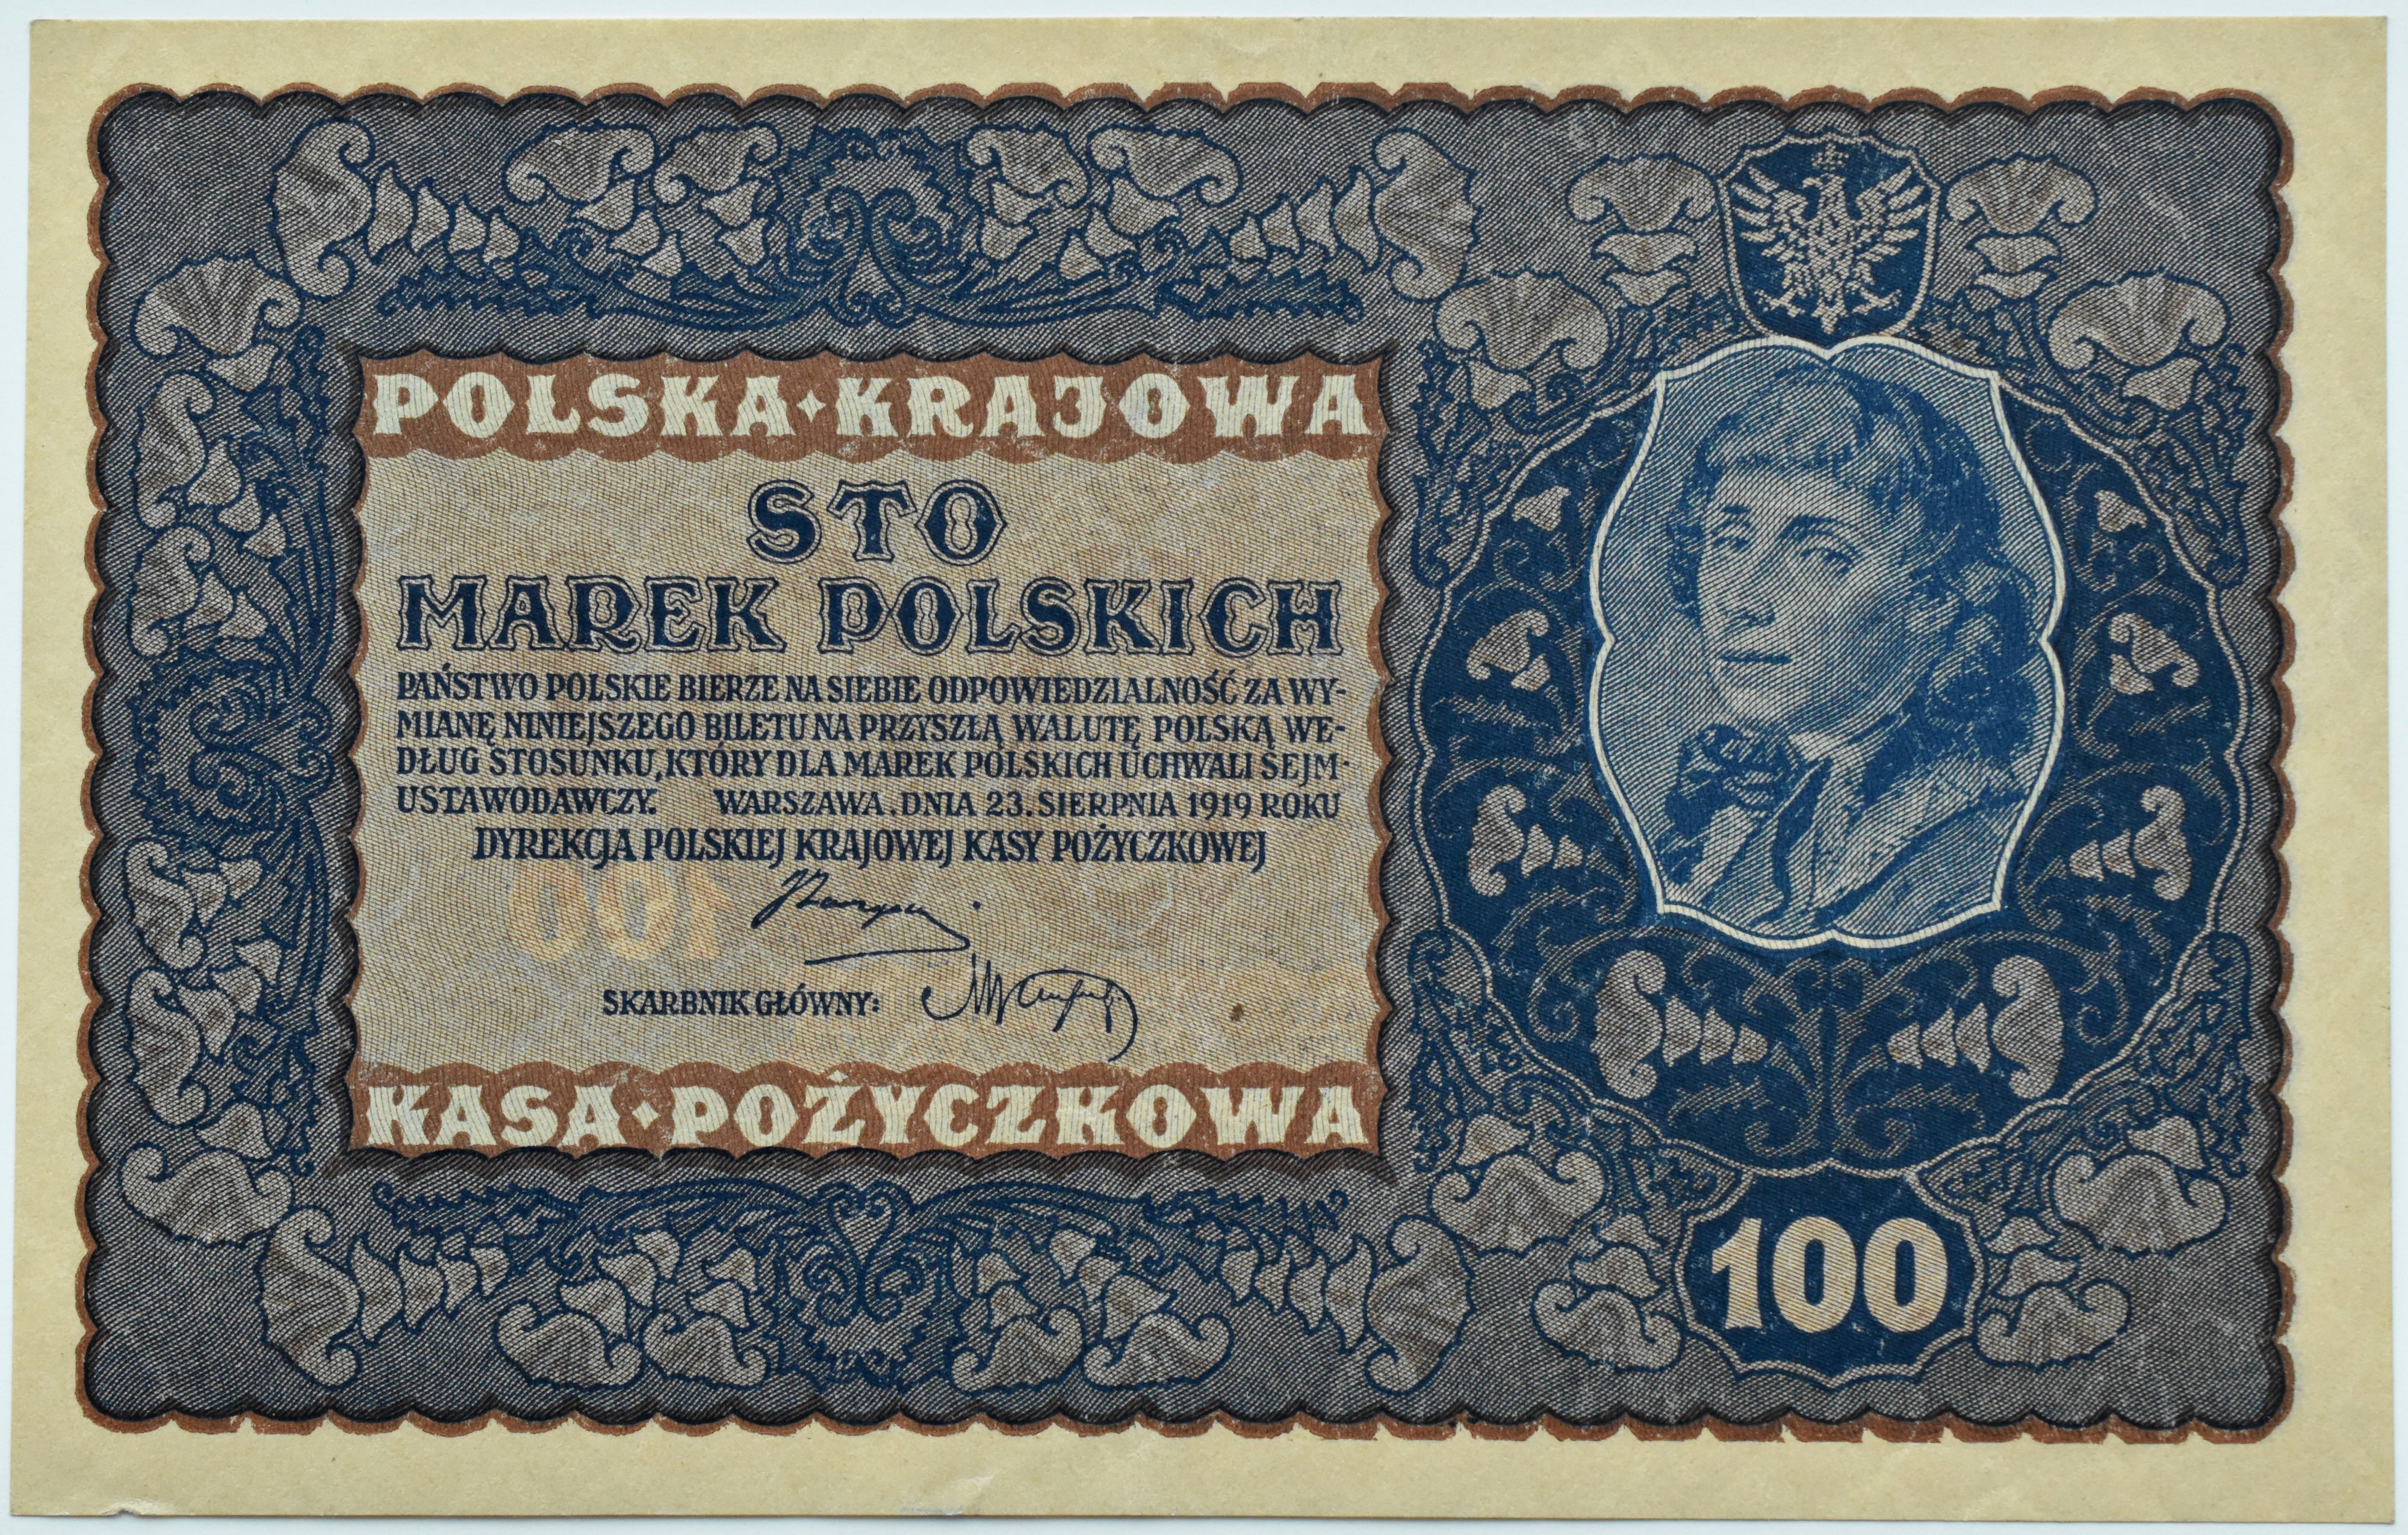 POLSKA KRAJOWA
STO
MAREK POLSKICH
PAŃSTWO POLSKIE BIERZE NA SIEBIE ODPOWIEDZIALNOŚĆ ZA WY-
MIANĘ NINIEJSZEGO BILETU NA PRZYSZŁĄ WALUTĘ POLSKĄ WE-
DŁUG STOSUNKU, KTÓRY DLA MAREK POLSKICH UCHWALI SEJM-
USTAWODAWCZY. WARSZAWA, DNIA 23. SIERPNIA 1919 ROKU
DYREKCJA POLSKIEJ KRAJOWEJ KASY POŻYCZKOWEJ
SKARBNIK GŁÓWNY:
KASA POŻYCZKOWA
100